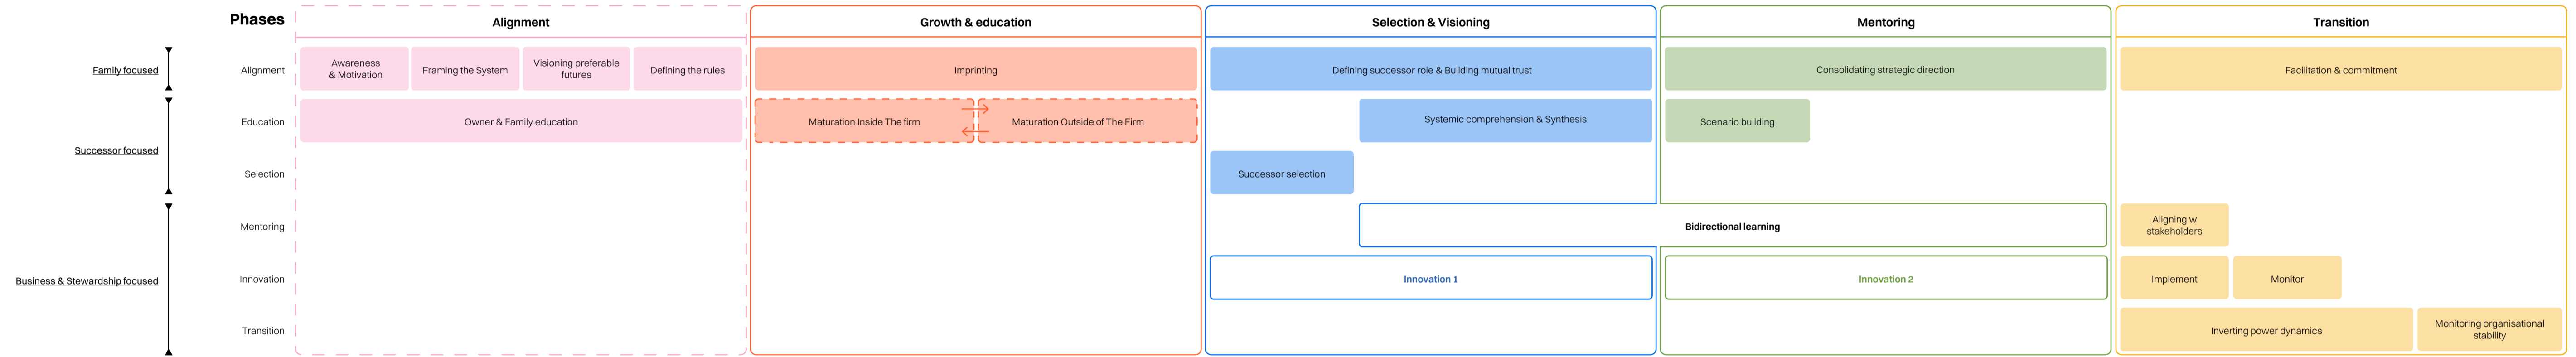 Phases
Alignment
Growth & education
Selection & Visioning
Mentoring
Transition
Family focused
Alignment
Awareness
& Motivation
Framing the System
Visioning preferable
futures
Defining the rules
Imprinting
Defining successor role & Building mutual trust
Consolidating strategic direction
Facilitation & commitment
Successor focused
Education
Owner & Family education
Maturation Inside The firm
Maturation Outside of The Firm
Systemic comprehension & Synthesis
Scenario building
Selection
Successor selection
Business & Stewardship focused
Mentoring
Bidirectional learning
Aligning w
stakeholders
Innovation
Innovation 1
Innovation 2
Implement
Monitor
Transition
Inverting power dynamics
Monitoring organisational
stability